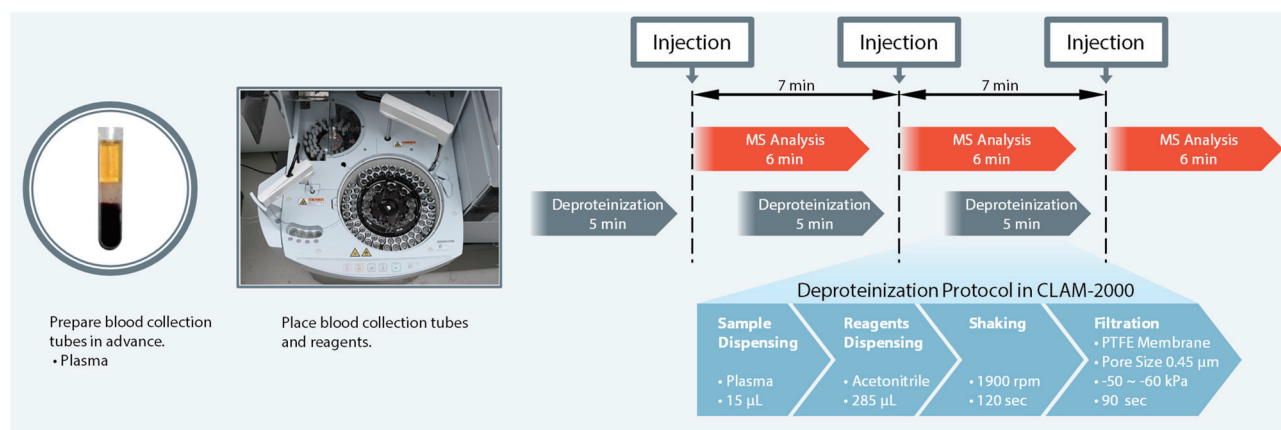 Injection
Injection
Injection
7 min
7 min
MS Analysis
6 min
MS Analysis
6 min
MS Analysis
6 min
Deproteinization
5 min
Deproteinization
5 min
Deproteinization
5 min
Prepare blood collection
tubes in advance.
• Plasma
Place blood collection tubes
and reagents.
Deproteinization Protocol in CLAM-2000
Sample
Dispensing
• Plasma
• 15 µL
Reagents
Dispensing
• Acetonitrile
• 285 µL
Shaking
• 1900 rpm
• 120 sec
Filtration
• PTFE Membrane
• Pore Size 0.45 µm
• -50 ~ -60 kPa
• 90 sec